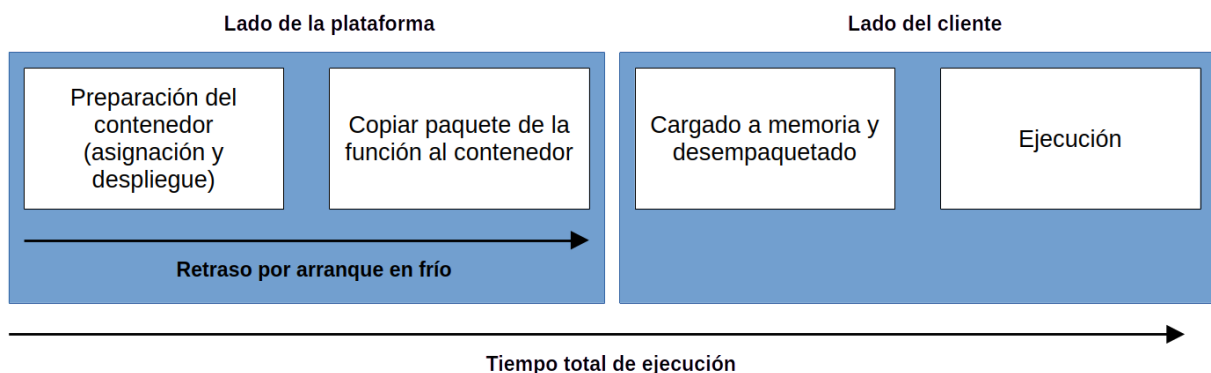 Lado de la plataforma
Lado del cliente
Preparación del
contenedor
(asignación y
despliegue)
Copiar paquete de la
función al contenedor
Cargado a memoria y
desempaquetado
Ejecución
Retraso por arranque en frío
Tiempo total de ejecución